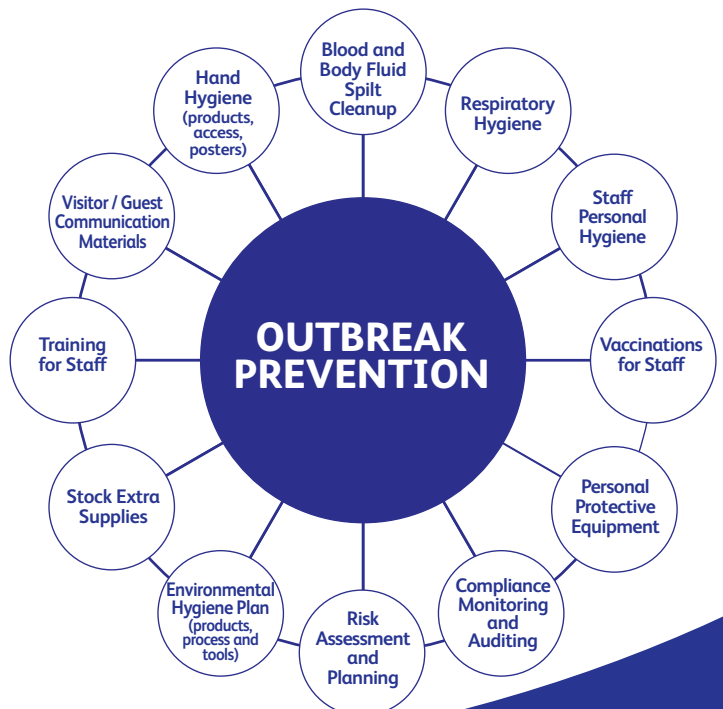 OUTBREAK
PREVENTION
Blood and
Body Fluid
Spilt
Cleanup
Respiratory
Hygiene
Staff
Personal
Hygiene
Vaccinations
for Staff
Personal
Protective
Equipment
Compliance
Monitoring
and
Auditing
Risk
Assessment
and
Planning
Environmental
Hygiene Plan
(products,
process and
tools)
Stock Extra
Supplies
Training
for Staff
Visitor / Guest
Communication
Materials
Hand
Hygiene
(products,
access,
posters)